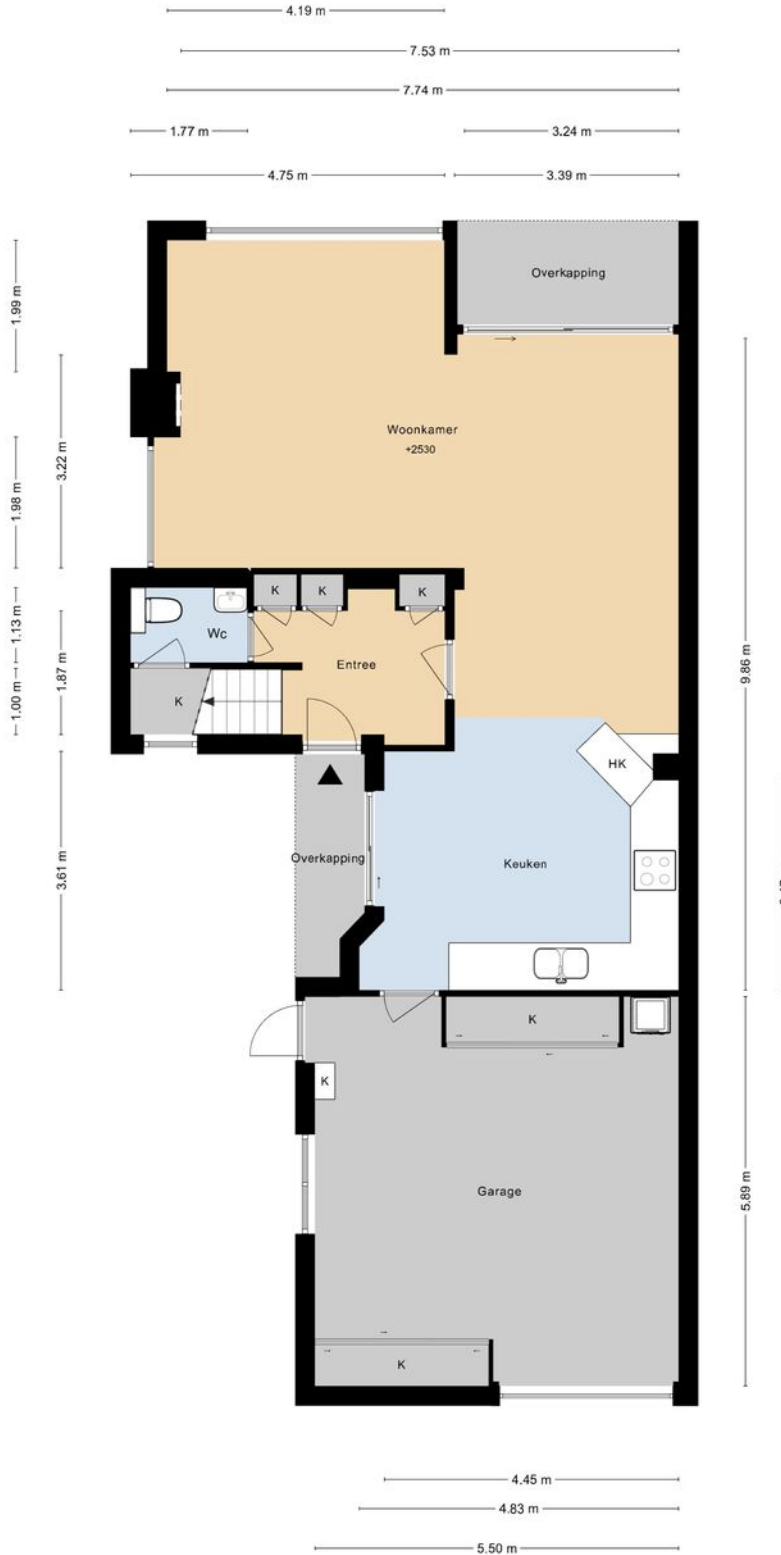 4.19 m
7.53 m
7.74 m
1.77 m
3.24 m
4.75 m
3.39 m
Overkapping
1.99 m
Woonkamer
+2530
3.22 m
1.98 m
K
K
K
Wc
1.13 m
Entree
1.87 m
9.86 m
K
1.00 m
HK
Overkapping
Keuken
3.61 m
K
K
Garage
5.89 m
K
4.45 m
4.83 m
5.50 m